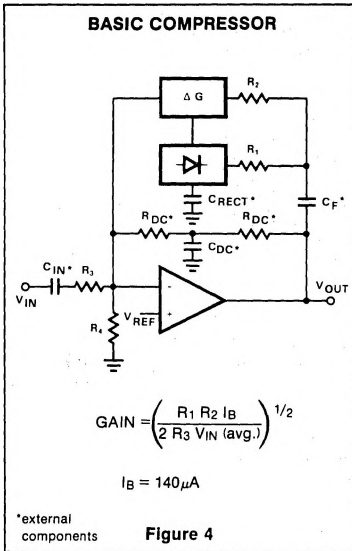 BASIC COMPRESSOR
Δ G
R2
R1
CRECT*
CF*
RDC*
RDC*
CDC*
CIN*
R3
VIN
R4
-
+
VREF
VOUT
GAIN = ( R1 R2 IB / 2 R3 VIN (avg.) ) 1/2
IB = 140μA
*external
components
Figure 4